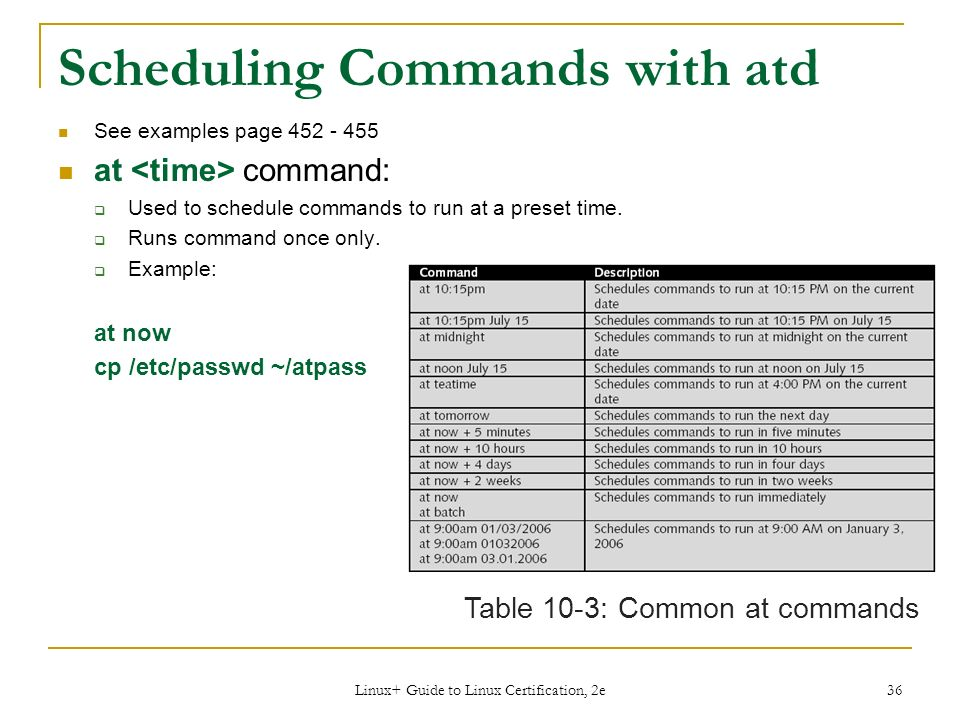 Scheduling Commands with atd
See examples page 452 - 455
at <time> command:
Used to schedule commands to run at a preset time.
Runs command once only.
Example:
at now
cp /etc/passwd ~/atpass
Command Description
at 10:15pm Schedules commands to run at 10:15 PM on the current
date
at 10:15pm July 15 Schedules commands to run at 10:15 PM on July 15
at midnight Schedules commands to run at midnight on the current
date
at noon July 15 Schedules commands to run at noon on July 15
at teatime Schedules commands to run at 4:00 PM on the current
date
at tomorrow Schedules commands to run the next day
at now + 5 minutes Schedules commands to run in five minutes
at now + 10 hours Schedules commands to run in 10 hours
at now + 4 days Schedules commands to run in four days
at now + 2 weeks Schedules commands to run in two weeks
at now Schedules commands to run immediately
at batch
at 9:00am 01/03/2006 Schedules commands to run at 9:00 AM on January 3,
at 9:00am 01032006 2006
at 9:00am 03.01.2006
Table 10-3: Common at commands
Linux+ Guide to Linux Certification, 2e 36